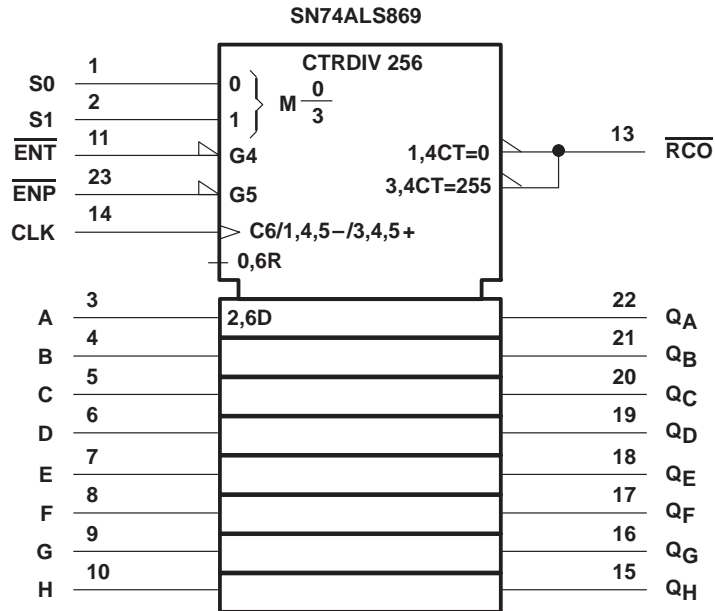 SN74ALS869
CTRDIV 256
S0 1 0
M 0
3
S1 2 1
ENT 11 G4 1,4CT=0 13 RCO
ENP 23 G5 3,4CT=255
CLK 14 C6/1,4,5−/3,4,5+
0,6R
A 3 2,6D 22 QA
B 4 21 QB
C 5 20 QC
D 6 19 QD
E 7 18 QE
F 8 17 QF
G 9 16 QG
H 10 15 QH